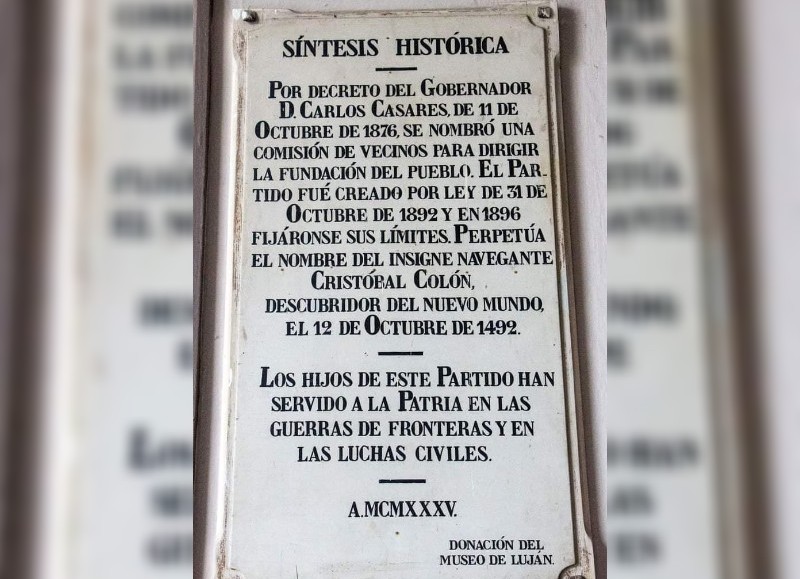 SÍNTESIS HISTÓRICA
POR DECRETO DEL GOBERNADOR
D. CARLOS CASARES, DE 11 DE
OCTUBRE DE 1876, SE NOMBRÓ UNA
COMISIÓN DE VECINOS PARA DIRIGIR
LA FUNDACIÓN DEL PUEBLO. EL PAR-
TIDO FUÉ CREADO POR LEY DE 31 DE
OCTUBRE DE 1892 Y EN 1896
FIJÁRONSE SUS LÍMITES. PERPETÚA
EL NOMBRE DEL INSIGNE NAVEGANTE
CRISTÓBAL COLÓN,
DESCUBRIDOR DEL NUEVO MUNDO,
EL 12 DE OCTUBRE DE 1492.
LOS HIJOS DE ESTE PARTIDO HAN
SERVIDO A LA PATRIA EN LAS
GUERRAS DE FRONTERAS Y EN
LAS LUCHAS CIVILES.
A.MCMXXXV.
DONACIÓN DEL
MUSEO DE LUJÁN.